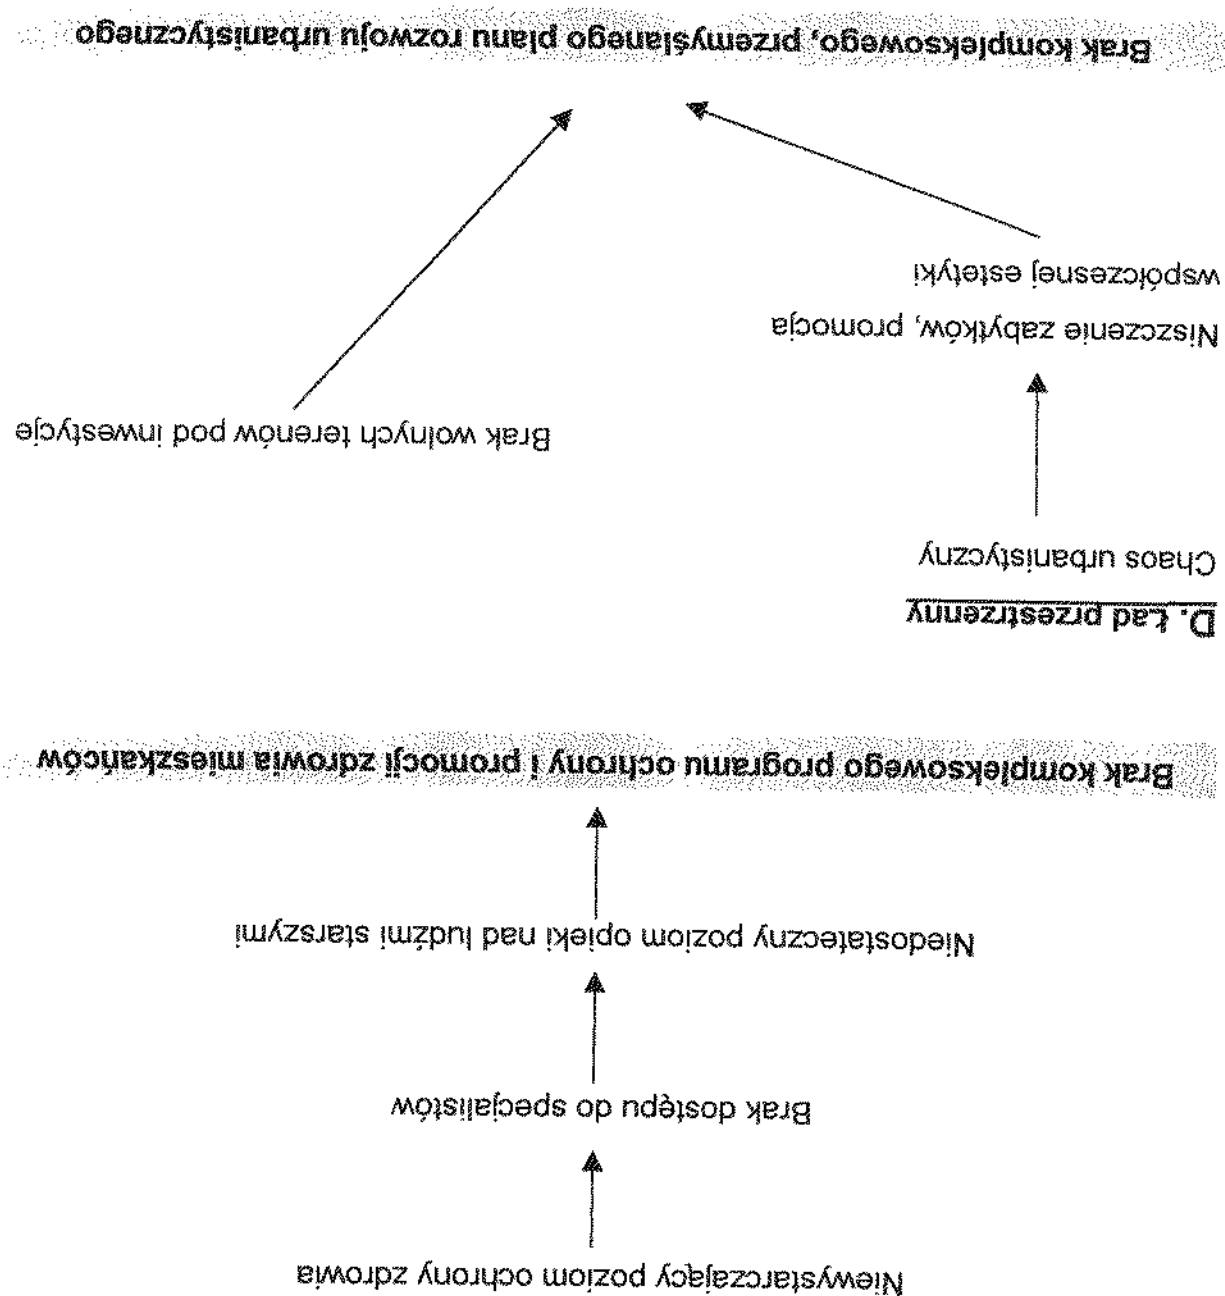 Niewystarczający poziom ochrony zdrowia
Brak dostępu do specjalistów
Niedostateczny poziom opieki nad ludźmi starszymi
Brak kompleksowego programu ochrony i promocji zdrowia mieszkańców
D. Ład przestrzenny
Chaos urbanistyczny
Brak wolnych terenów pod inwestycje
Niszczenie zabytków, promocja
współczesnej estetyki
Brak kompleksowego, przemyślanego planu rozwoju urbanistycznego